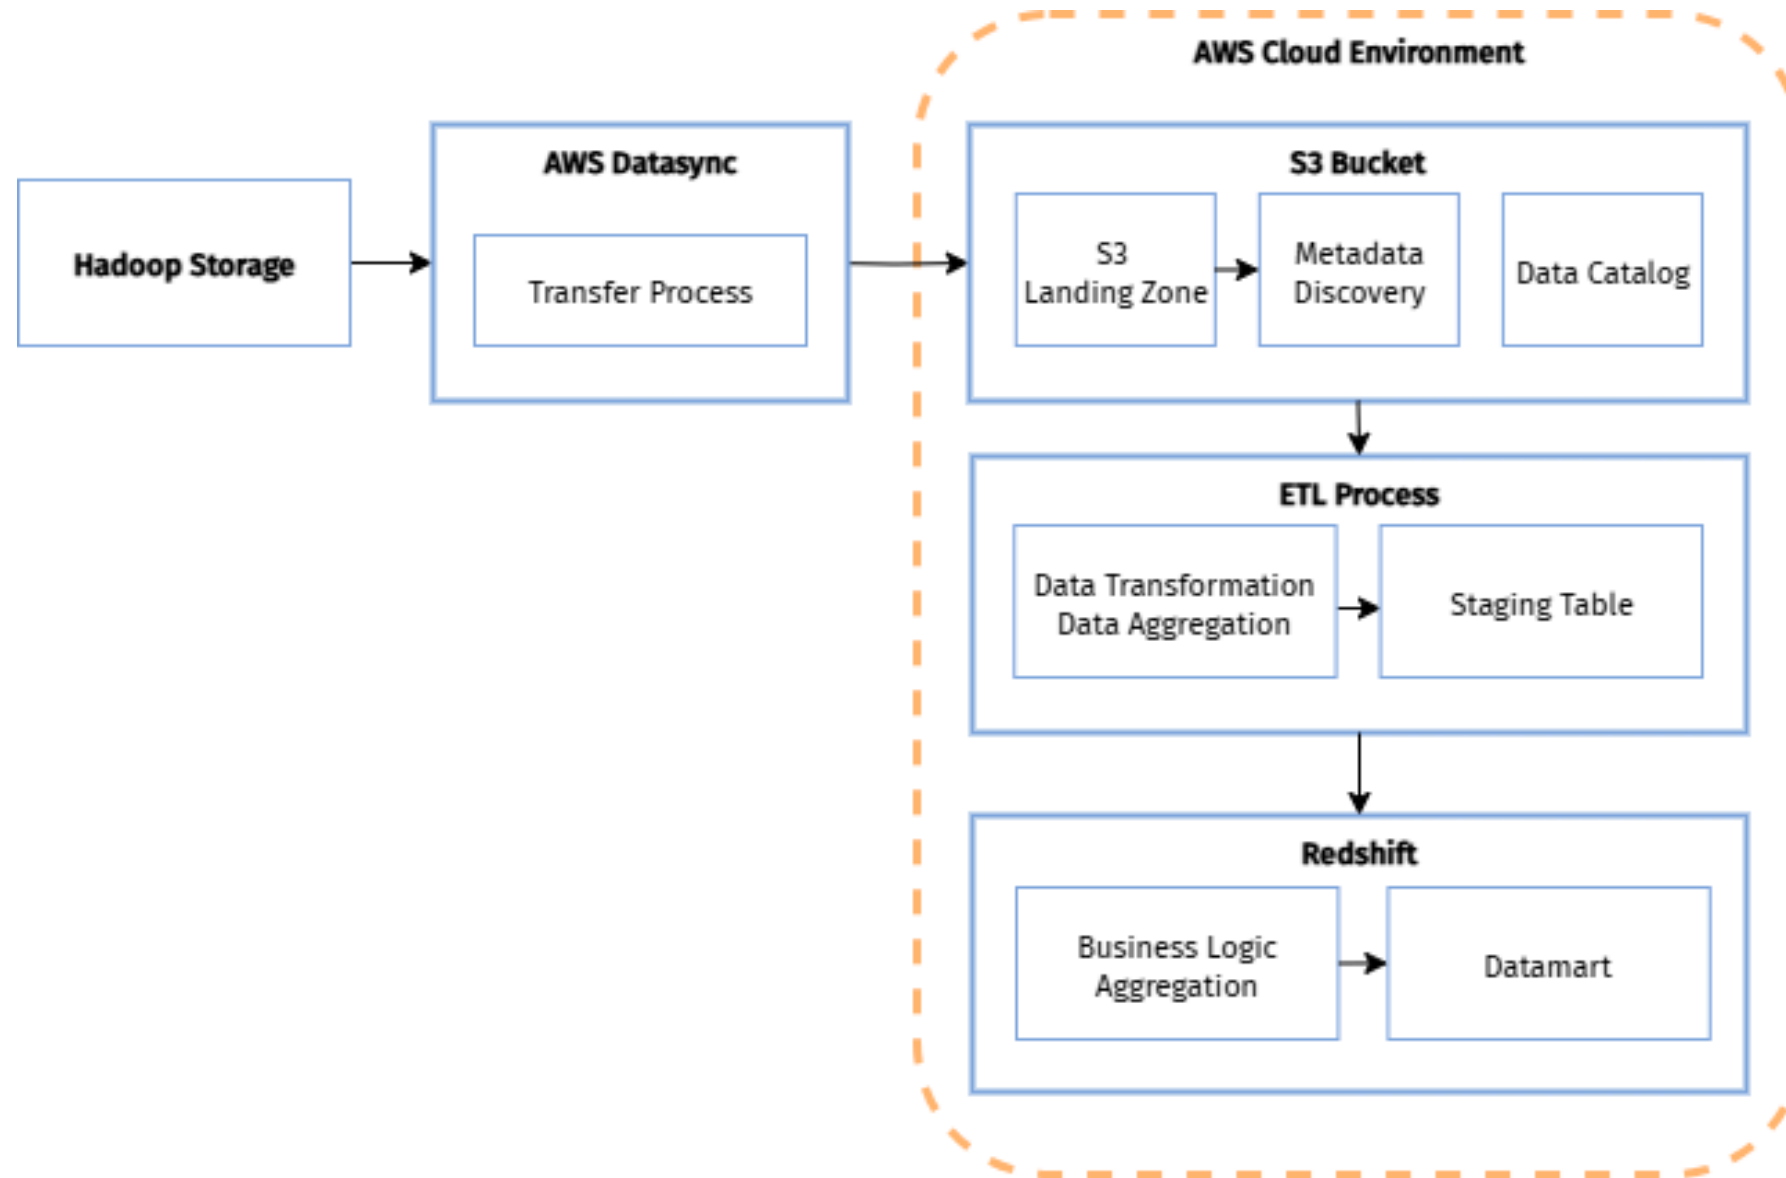 AWS Cloud Environment
Hadoop Storage
AWS Datasync
Transfer Process
S3 Bucket
S3
Landing Zone
Metadada
Discovery
Data Catalog
ETL Process
Data Transformation
Data Aggregation
Staging Table
Redshift
Business Logic
Aggregation
Datamart